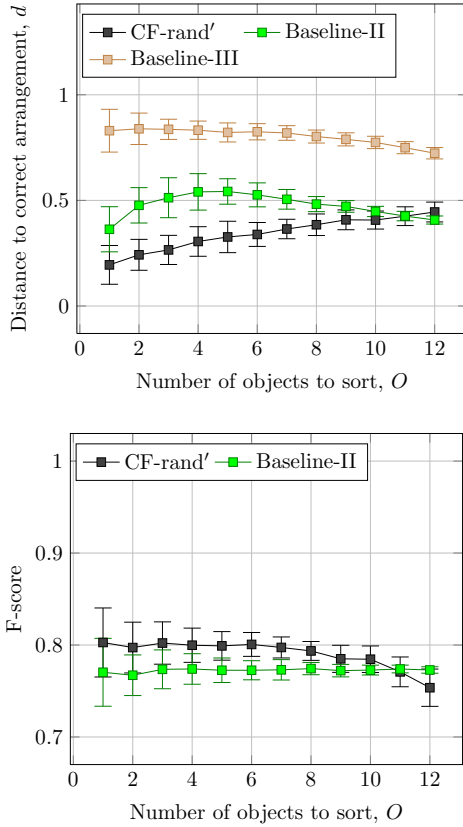 CF-rand′ Baseline-II
Baseline-III
1
0.5
0
0 2 4 6 8 10 12
Distance to correct arrangement, d
Number of objects to sort, O
CF-rand′ Baseline-II
1
0.9
0.8
0.7
0 2 4 6 8 10 12
F-score
Number of objects to sort, O